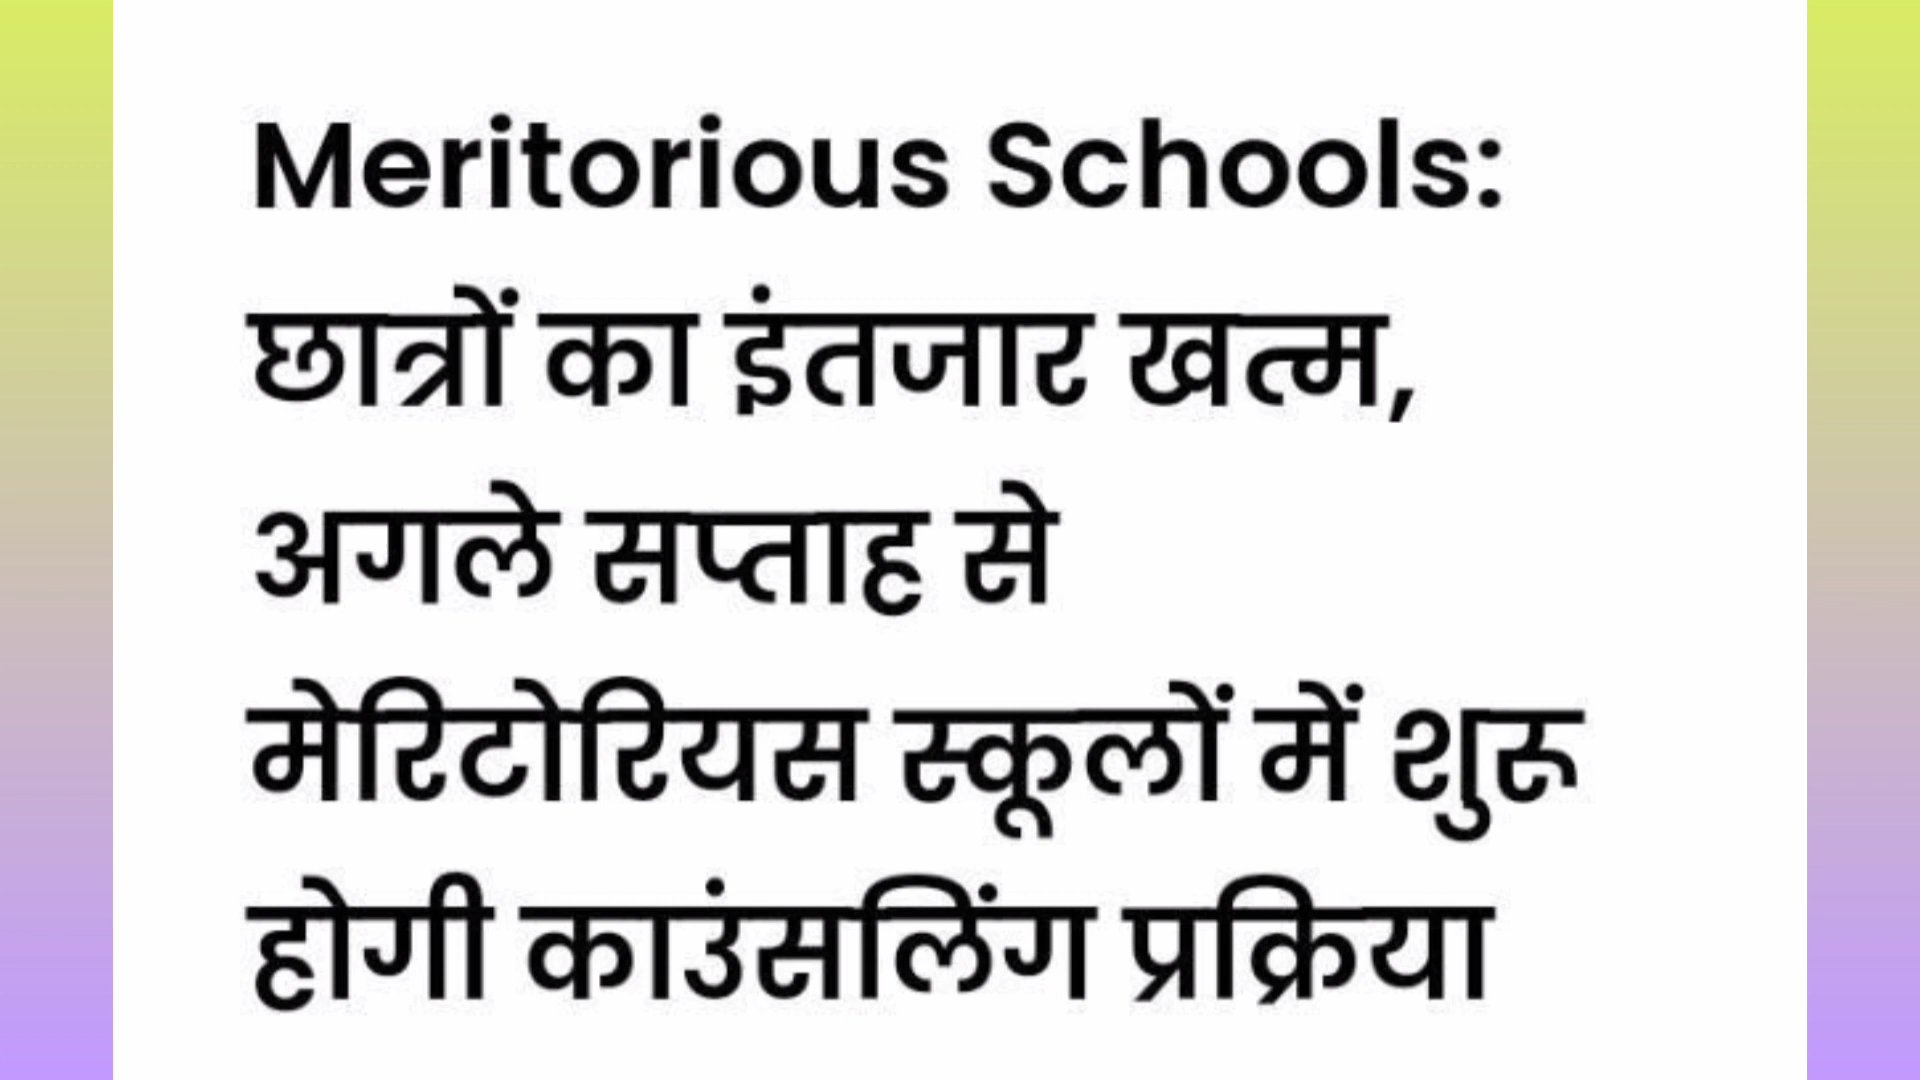 Meritorious Schools:
छात्रों का इंतजार खत्म,
अगले सप्ताह से
मेरिटोरियस स्कूलों में शुरू
होगी काउंसलिंग प्रक्रिया